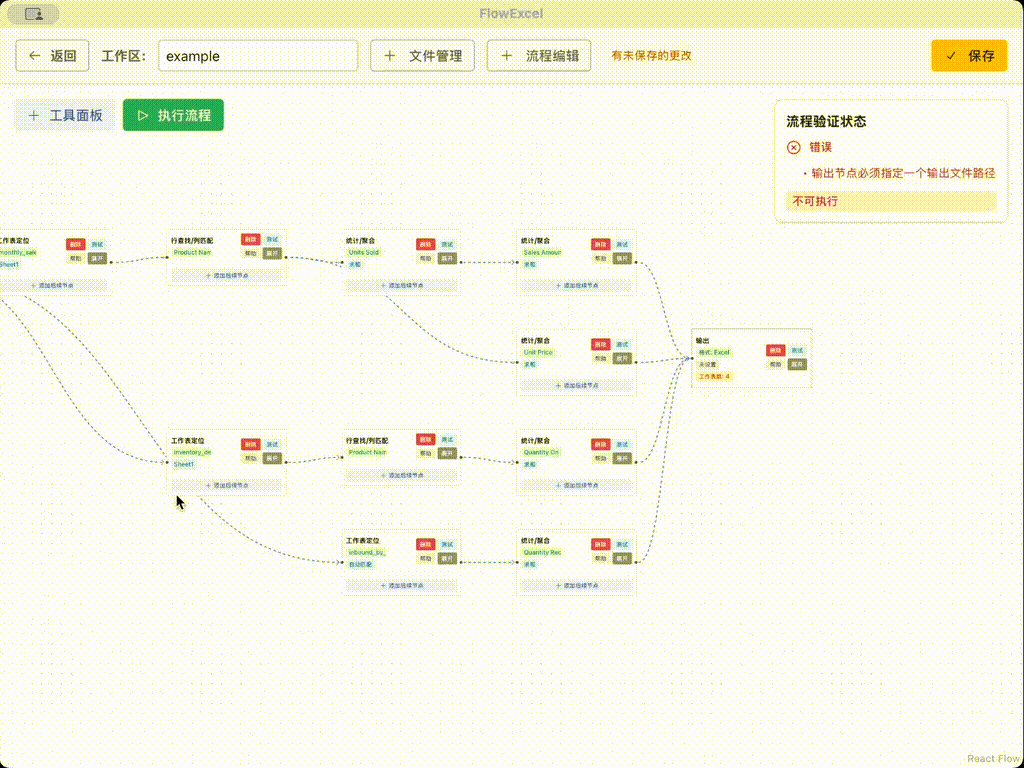 FlowExcel
返回
工作区:
example
文件管理
流程编辑
有未保存的更改
保存
工具面板
执行流程
流程验证状态
错误
• 输出节点必须指定一个输出文件路径
不可执行
工作表定位
monthly_sale
Sheet1
删除
测试
帮助
展开
添加后续节点
行查找/列匹配
Product Nam
删除
测试
帮助
展开
添加后续节点
统计/聚合
Units Sold
求和
删除
测试
帮助
展开
添加后续节点
统计/聚合
Sales Amoun
求和
删除
测试
帮助
展开
添加后续节点
统计/聚合
Unit Price
求和
删除
测试
帮助
展开
添加后续节点
输出
格式: Excel
未设置
工作表数: 4
删除
测试
帮助
展开
工作表定位
inventory_de
Sheet1
删除
测试
帮助
展开
添加后续节点
行查找/列匹配
Product Nam
删除
测试
帮助
展开
添加后续节点
统计/聚合
Quantity On
求和
删除
测试
帮助
展开
添加后续节点
工作表定位
inbound_by_
自动匹配
删除
测试
帮助
展开
添加后续节点
统计/聚合
Quantity Rec
求和
删除
测试
帮助
展开
添加后续节点
React Flow